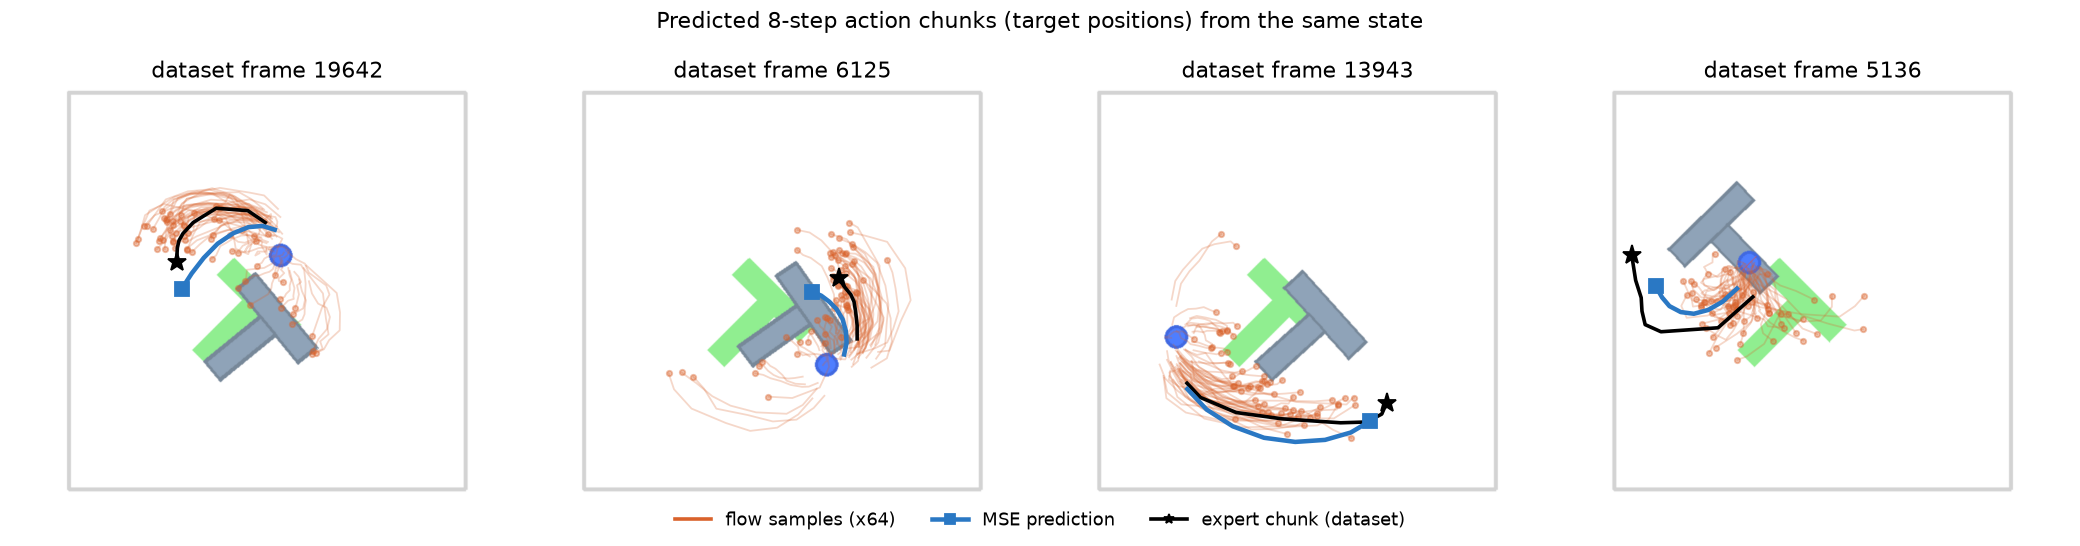 Predicted 8-step action chunks (target positions) from the same state
dataset frame 19642
dataset frame 6125
dataset frame 13943
dataset frame 5136
flow samples (x64)
MSE prediction
expert chunk (dataset)